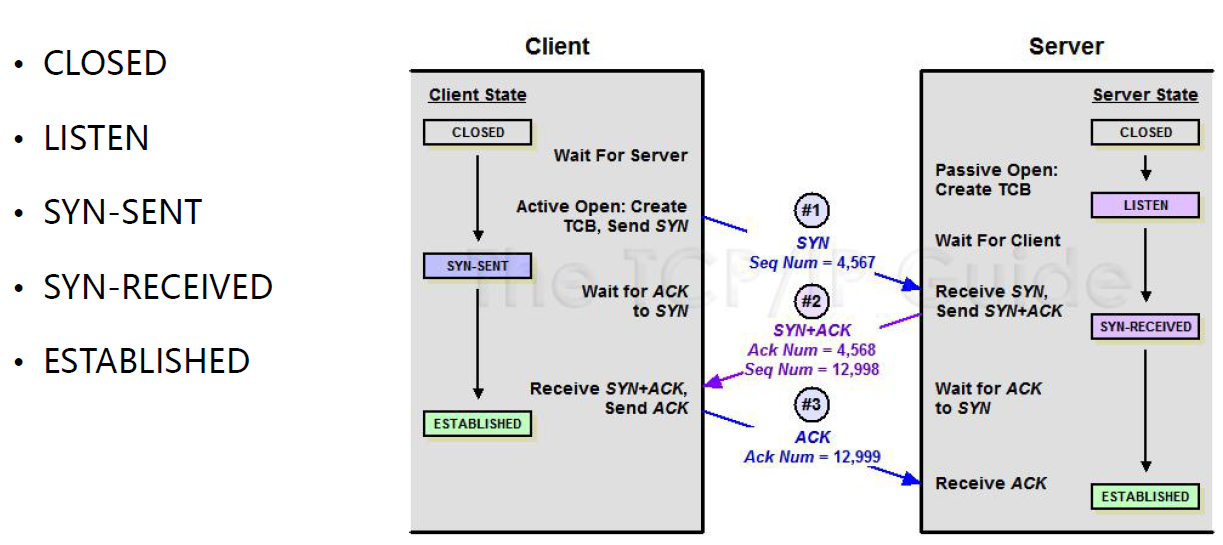 • CLOSED
• LISTEN
• SYN-SENT
• SYN-RECEIVED
• ESTABLISHED
Client
Client State
CLOSED
Wait For Server
Active Open: Create
TCB, Send SYN
SYN-SENT
Wait for ACK
to SYN
Receive SYN+ACK,
Send ACK
ESTABLISHED
#1
SYN
Seq Num = 4,567
#2
SYN+ACK
Ack Num = 4,568
Seq Num = 12,998
#3
ACK
Ack Num = 12,999
Server
Server State
CLOSED
Passive Open:
Create TCB
LISTEN
Wait For Client
Receive SYN,
Send SYN+ACK
SYN-RECEIVED
Wait for ACK
to SYN
Receive ACK
ESTABLISHED
The TCP/IP Guide